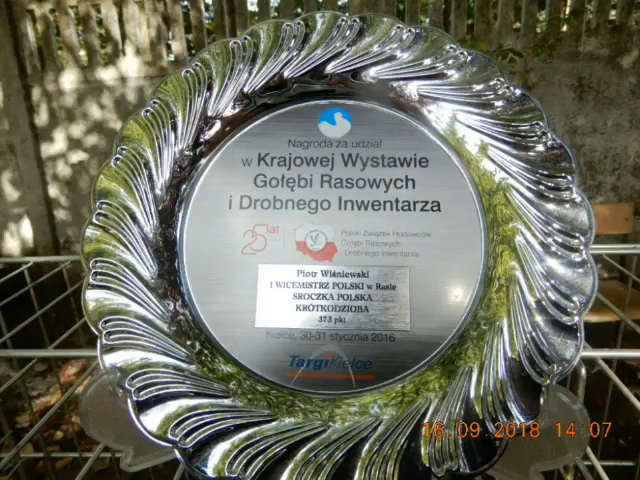 Nagroda za udział
w Krajowej Wystawie
Gołębi Rasowych
i Drobnego Inwentarza
25 lat
Polski Związek Hodowców
Gołębi Rasowych
i Drobnego Inwentarza
Piotr Wiśniewski
I WICEMISTRZ POLSKI w Rasie
SROCZKA POLSKA
KRÓTKODZIOBA
373 pkt
Kielce, 30-31 stycznia 2016
TargiKielce
16.09.2018 14:07